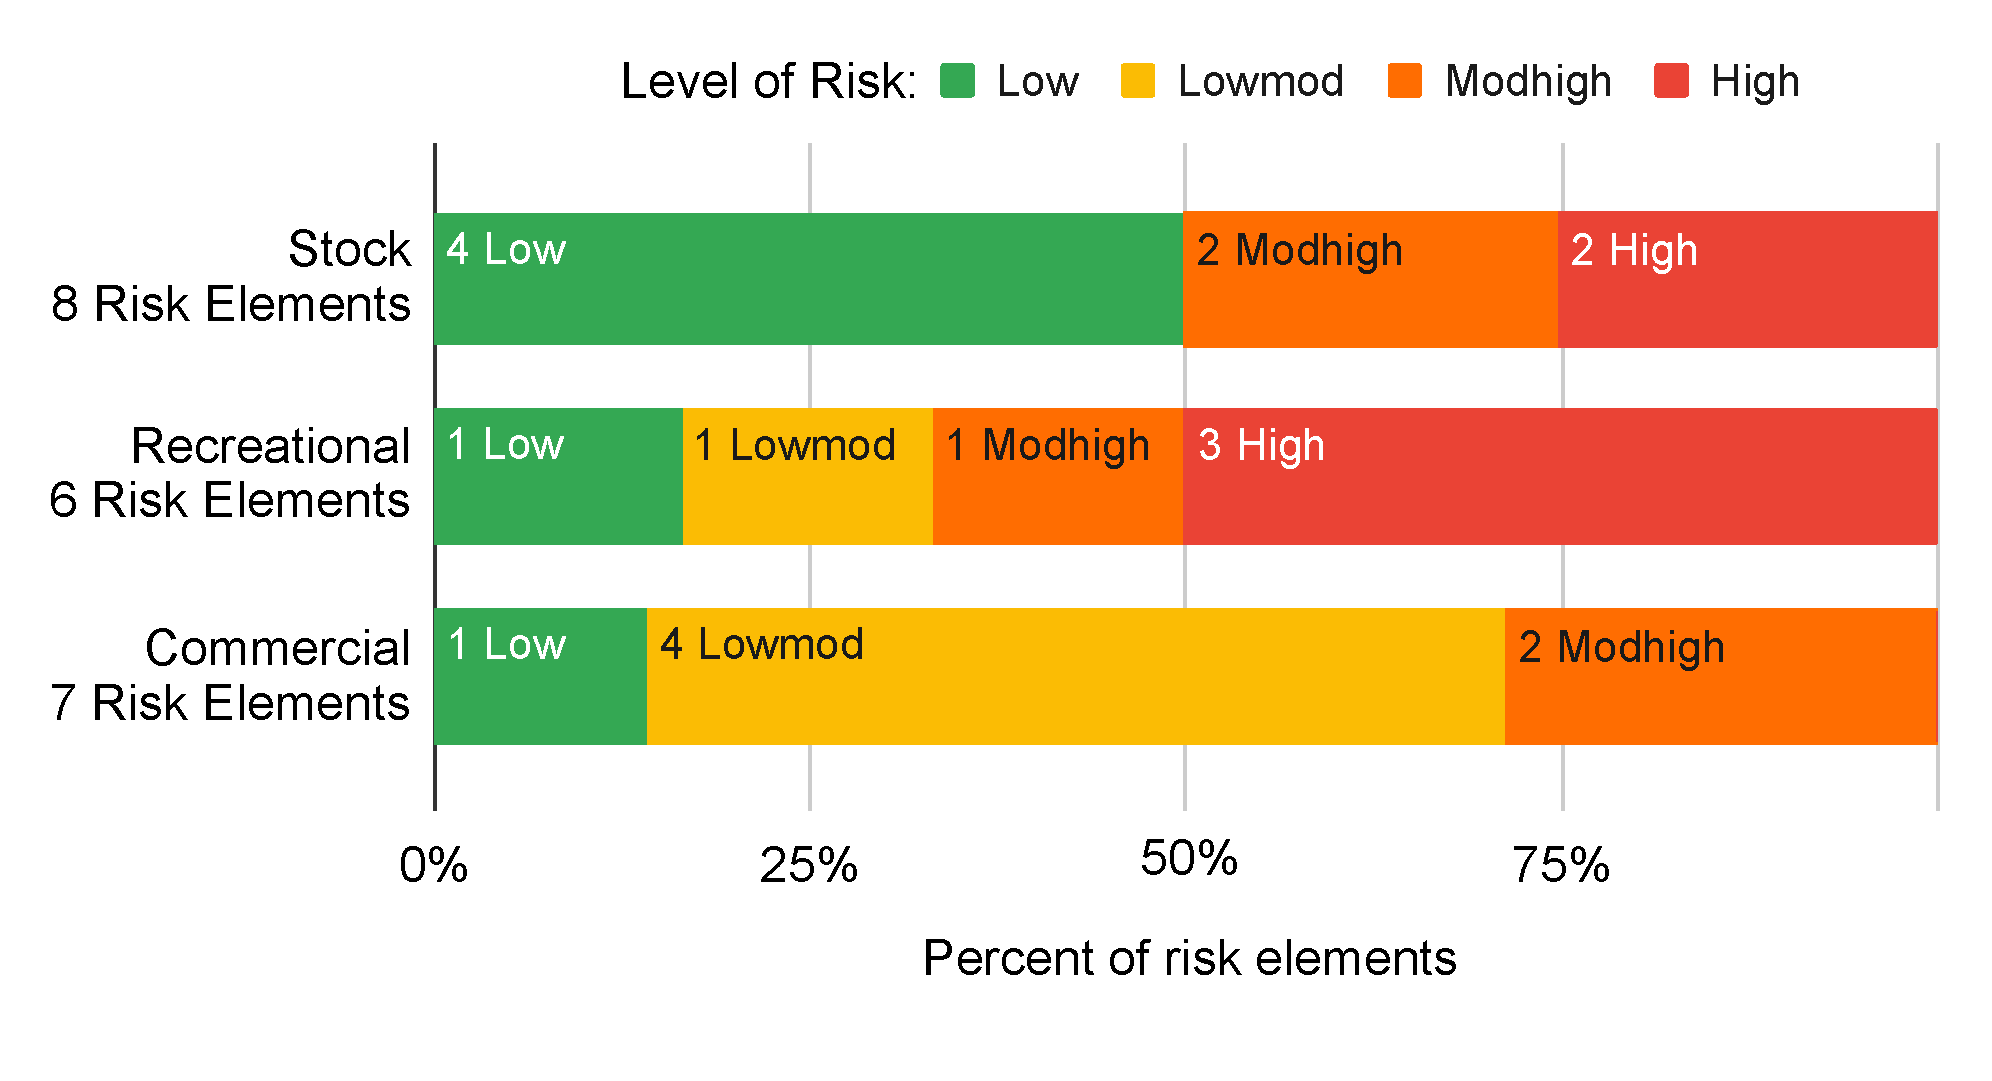 Level of Risk: Low Lowmod Modhigh High
Stock
8 Risk Elements
4 Low 2 Modhigh 2 High
Recreational
6 Risk Elements
1 Low 1 Lowmod 1 Modhigh 3 High
Commercial
7 Risk Elements
1 Low 4 Lowmod 2 Modhigh
0% 25% 50% 75%
Percent of risk elements